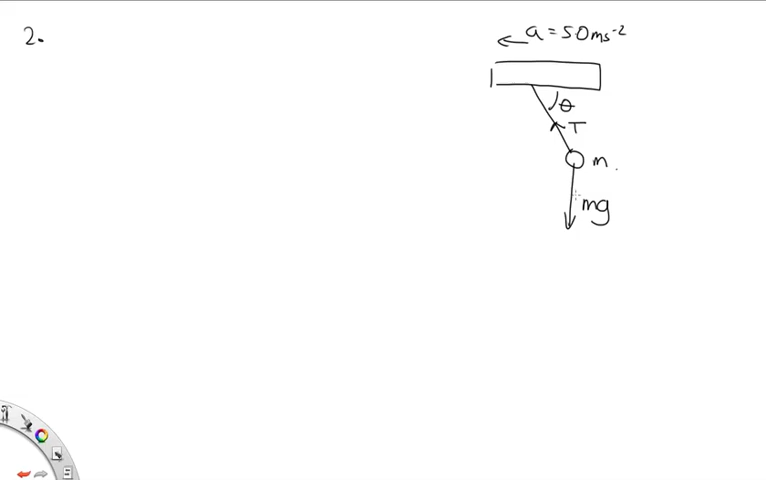 2.
a = 50ms⁻²
θ
T
m.
mg